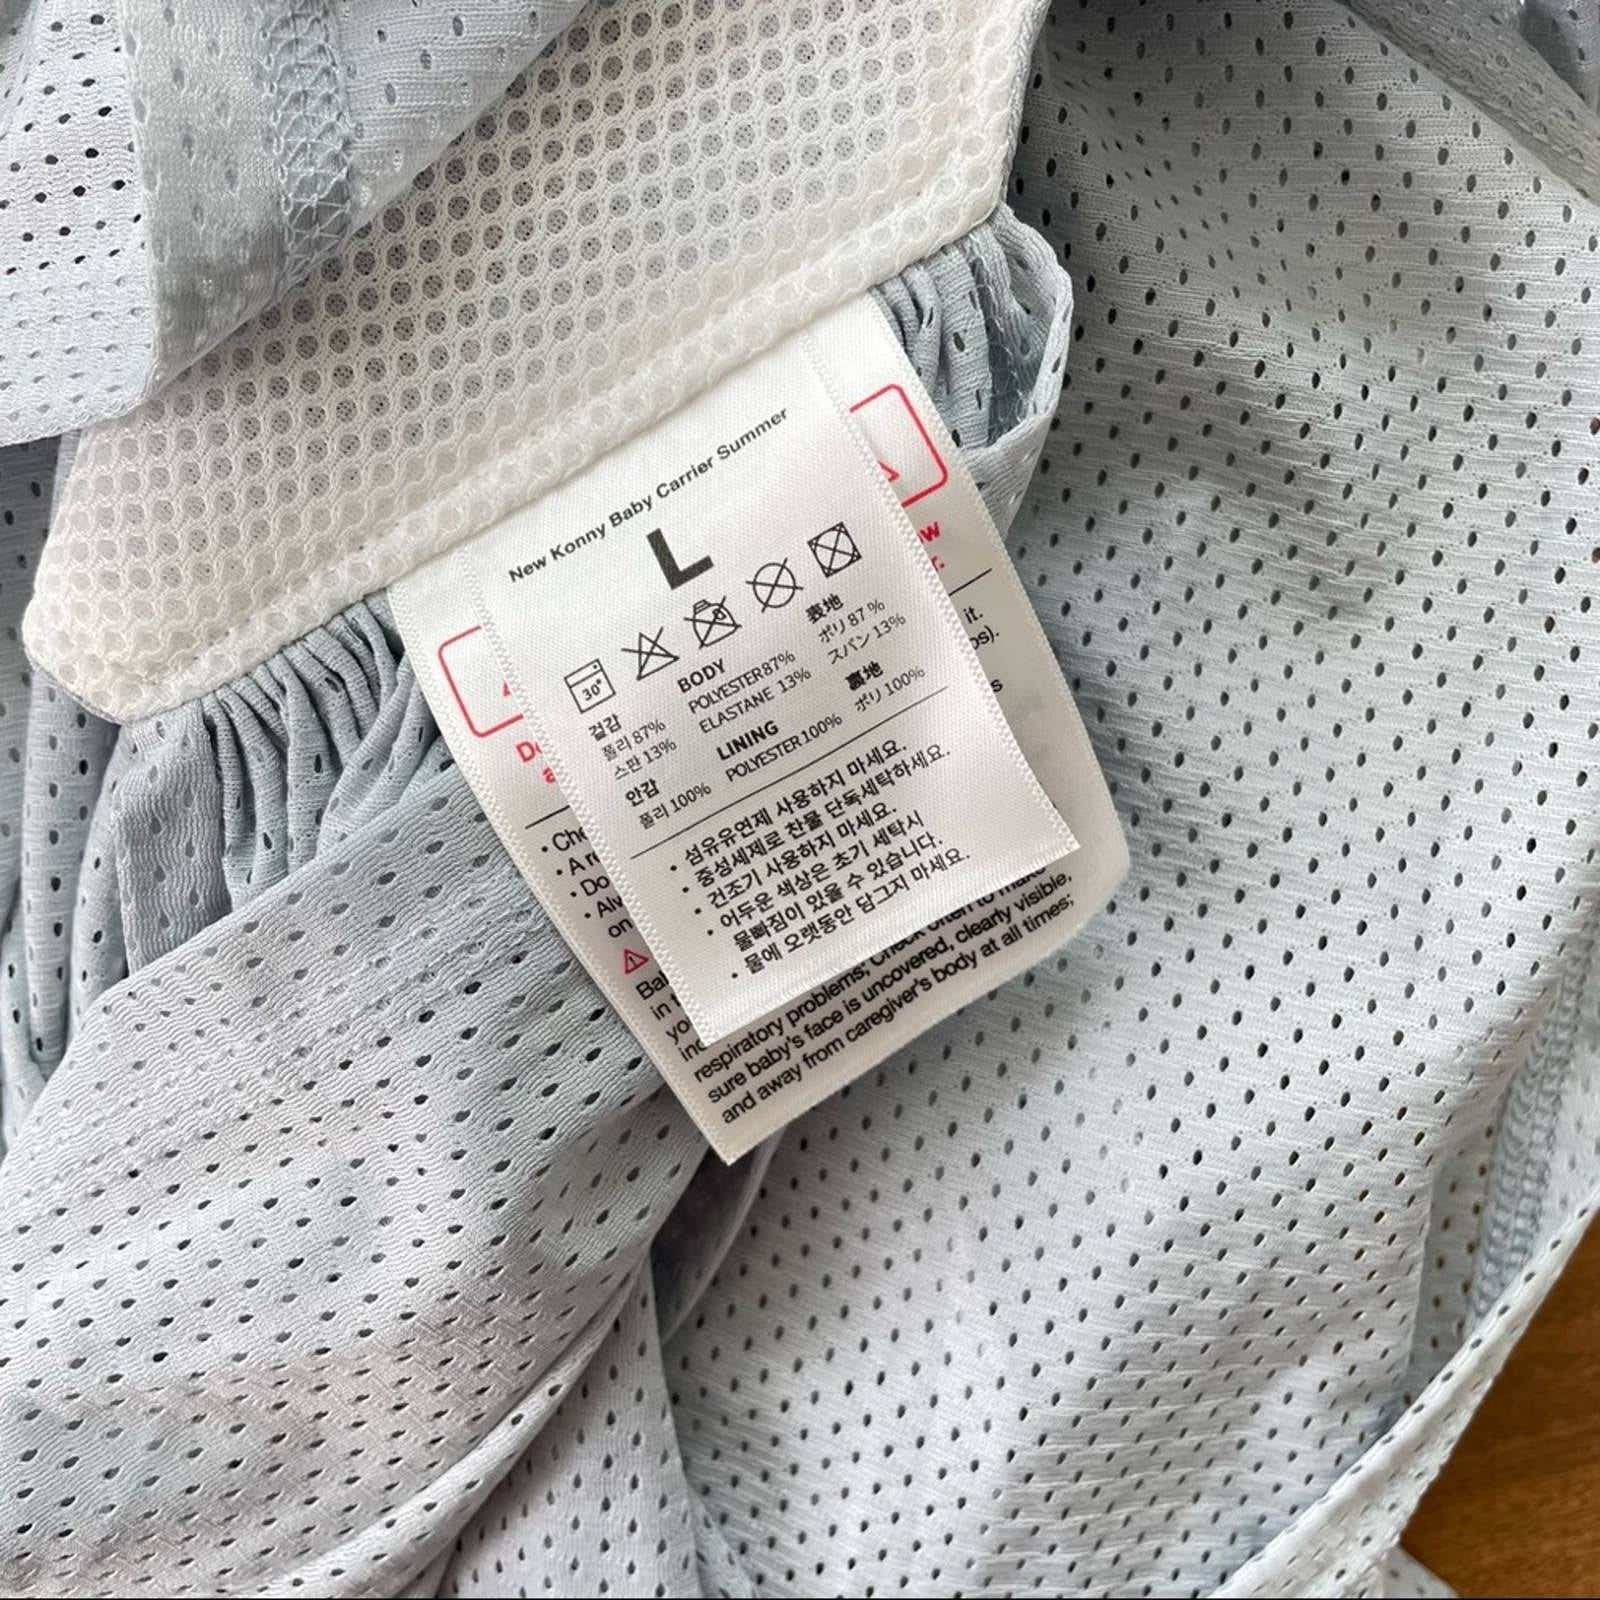 New Konny Baby Carrier Summer
L
30°
겉감
폴리 87%
스판 13%
안감
폴리 100%
BODY
POLYESTER 87%
ELASTANE 13%
LINING
POLYESTER 100%
表地
ポリ 87 %
スパン 13%
裏地
ポリ 100%
• 섬유유연제 사용하지 마세요.
• 중성세제로 찬물 단독세탁하세요.
• 건조기 사용하지 마세요.
• 어두운 색상은 초기 세탁시
물빠짐이 있을 수 있습니다.
• 물에 오랫동안 담그지 마세요.
it.
respiratory problems; Check often to make
sure baby's face is uncovered, clearly visible,
and away from caregiver's body at all times;